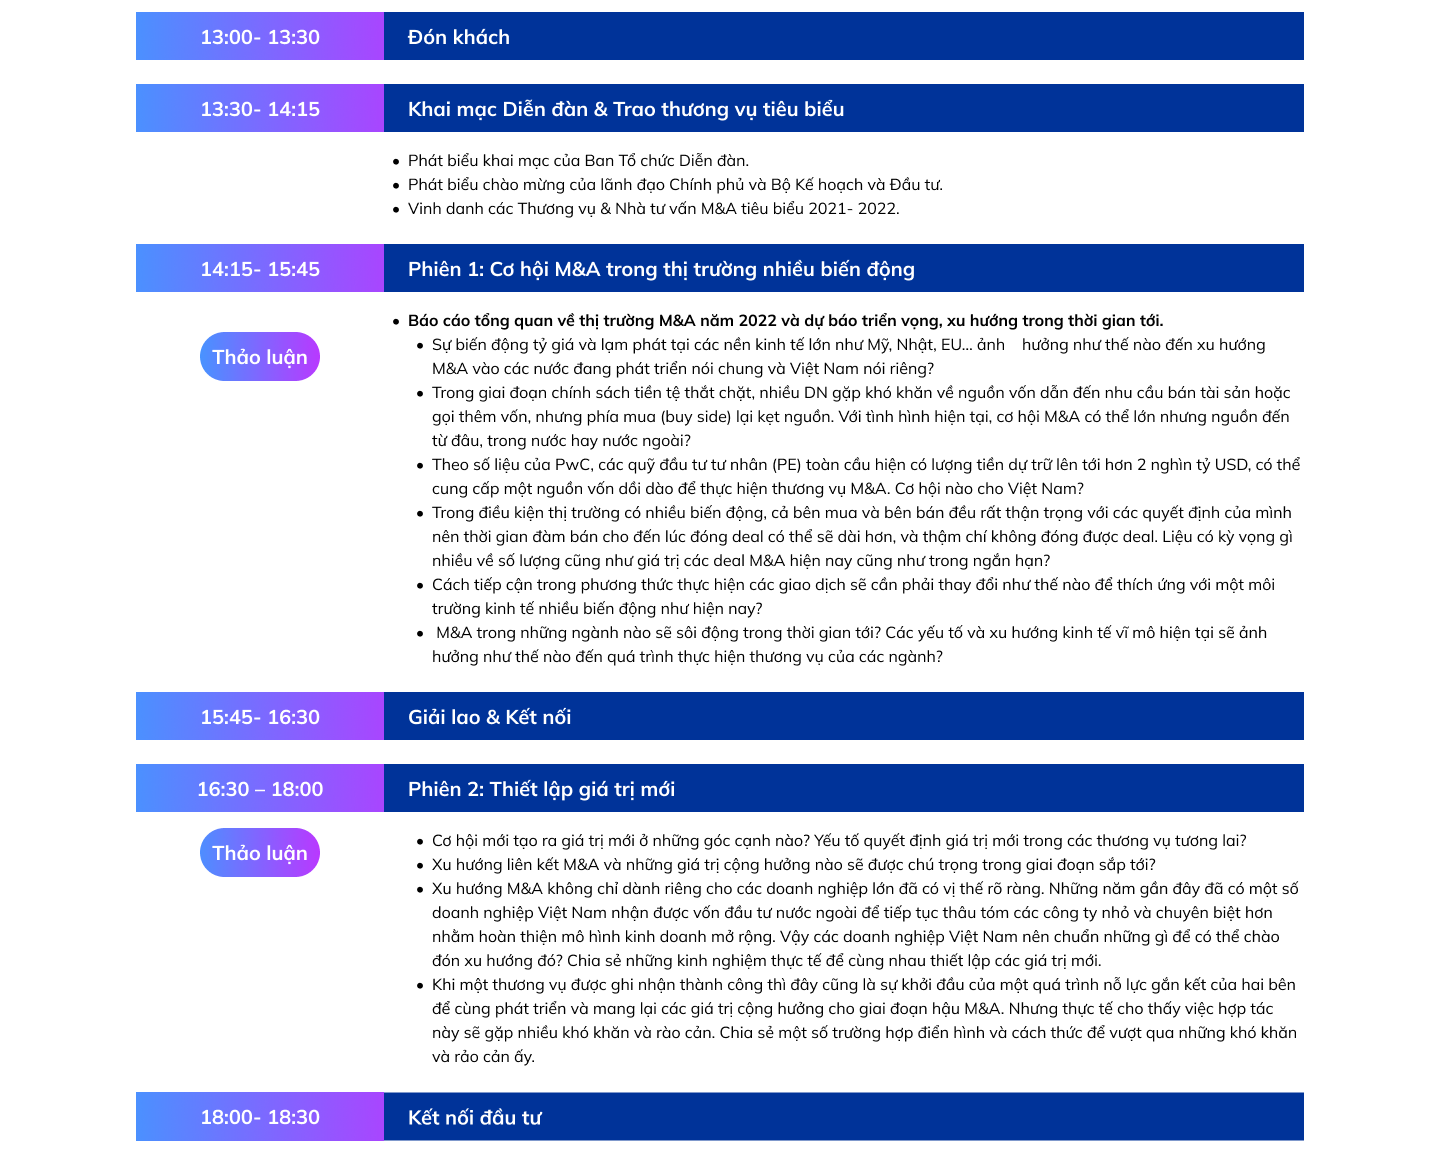 13:00- 13:30
Đón khách
13:30- 14:15
Khai mạc Diễn đàn & Trao thương vụ tiêu biểu
• Phát biểu khai mạc của Ban Tổ chức Diễn đàn.
• Phát biểu chào mừng của lãnh đạo Chính phủ và Bộ Kế hoạch và Đầu tư.
• Vinh danh các Thương vụ & Nhà tư vấn M&A tiêu biểu 2021- 2022.
14:15- 15:45
Phiên 1: Cơ hội M&A trong thị trường nhiều biến động
Thảo luận
• Báo cáo tổng quan về thị trường M&A năm 2022 và dự báo triển vọng, xu hướng trong thời gian tới.
• Sự biến động tỷ giá và lạm phát tại các nền kinh tế lớn như Mỹ, Nhật, EU... ảnh hưởng như thế nào đến xu hướng
M&A vào các nước đang phát triển nói chung và Việt Nam nói riêng?
• Trong giai đoạn chính sách tiền tệ thắt chặt, nhiều DN gặp khó khăn về nguồn vốn dẫn đến nhu cầu bán tài sản hoặc
gọi thêm vốn, nhưng phía mua (buy side) lại kẹt nguồn. Với tình hình hiện tại, cơ hội M&A có thể lớn nhưng nguồn đến
từ đâu, trong nước hay nước ngoài?
• Theo số liệu của PwC, các quỹ đầu tư tư nhân (PE) toàn cầu hiện có lượng tiền dự trữ lên tới hơn 2 nghìn tỷ USD, có thể
cung cấp một nguồn vốn dồi dào để thực hiện thương vụ M&A. Cơ hội nào cho Việt Nam?
• Trong điều kiện thị trường có nhiều biến động, cả bên mua và bên bán đều rất thận trọng với các quyết định của mình
nên thời gian đàm bán cho đến lúc đóng deal có thể sẽ dài hơn, và thậm chí không đóng được deal. Liệu có kỳ vọng gì
nhiều về số lượng cũng như giá trị các deal M&A hiện nay cũng như trong ngắn hạn?
• Cách tiếp cận trong phương thức thực hiện các giao dịch sẽ cần phải thay đổi như thế nào để thích ứng với một môi
trường kinh tế nhiều biến động như hiện nay?
• M&A trong những ngành nào sẽ sôi động trong thời gian tới? Các yếu tố và xu hướng kinh tế vĩ mô hiện tại sẽ ảnh
hưởng như thế nào đến quá trình thực hiện thương vụ của các ngành?
15:45- 16:30
Giải lao & Kết nối
16:30 – 18:00
Phiên 2: Thiết lập giá trị mới
Thảo luận
• Cơ hội mới tạo ra giá trị mới ở những góc cạnh nào? Yếu tố quyết định giá trị mới trong các thương vụ tương lai?
• Xu hướng liên kết M&A và những giá trị cộng hưởng nào sẽ được chú trọng trong giai đoạn sắp tới?
• Xu hướng M&A không chỉ dành riêng cho các doanh nghiệp lớn đã có vị thế rõ ràng. Những năm gần đây đã có một số
doanh nghiệp Việt Nam nhận được vốn đầu tư nước ngoài để tiếp tục thâu tóm các công ty nhỏ và chuyên biệt hơn
nhằm hoàn thiện mô hình kinh doanh mở rộng. Vậy các doanh nghiệp Việt Nam nên chuẩn những gì để có thể chào
đón xu hướng đó? Chia sẻ những kinh nghiệm thực tế để cùng nhau thiết lập các giá trị mới.
• Khi một thương vụ được ghi nhận thành công thì đây cũng là sự khởi đầu của một quá trình nỗ lực gắn kết của hai bên
để cùng phát triển và mang lại các giá trị cộng hưởng cho giai đoạn hậu M&A. Nhưng thực tế cho thấy việc hợp tác
này sẽ gặp nhiều khó khăn và rào cản. Chia sẻ một số trường hợp điển hình và cách thức để vượt qua những khó khăn
và rảo cản ấy.
18:00- 18:30
Kết nối đầu tư